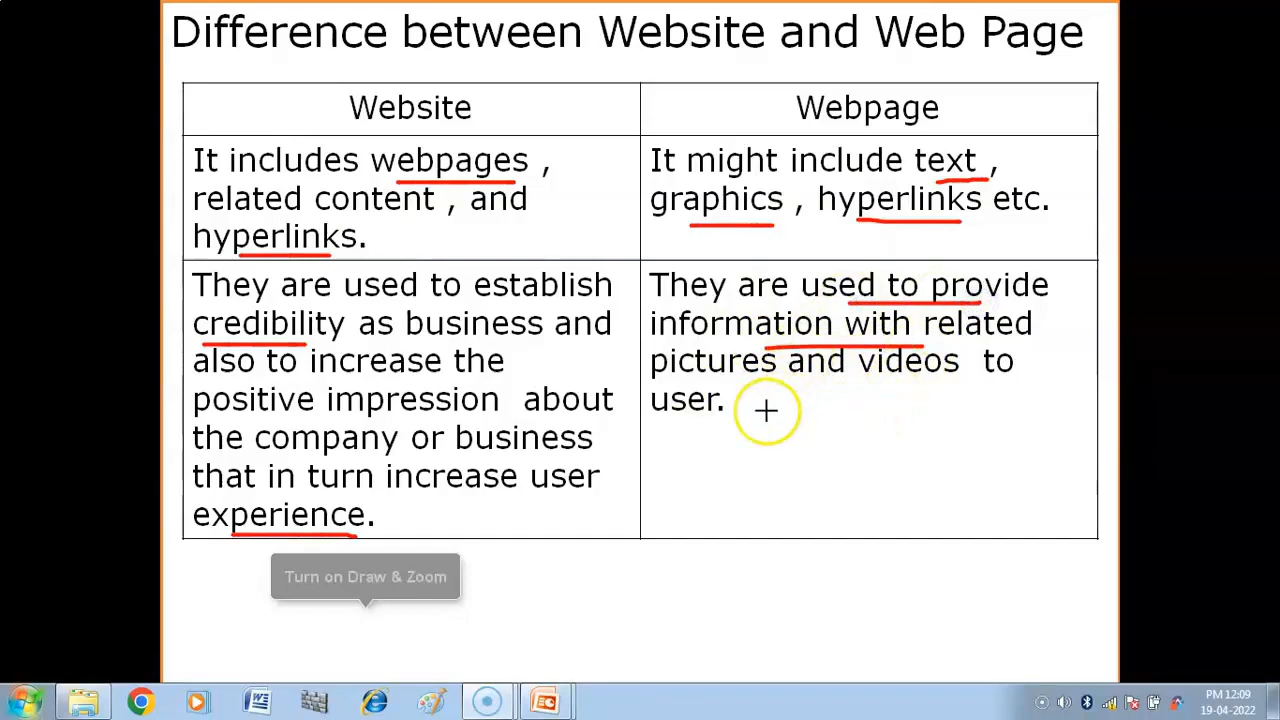 Difference between Website and Web Page
Website
Webpage
It includes webpages ,
related content , and
hyperlinks.
It might include text ,
graphics , hyperlinks etc.
They are used to establish
credibility as business and
also to increase the
positive impression about
the company or business
that in turn increase user
experience.
They are used to provide
information with related
pictures and videos to
user.
Turn on Draw & Zoom
PM 12:09
19-04-2022